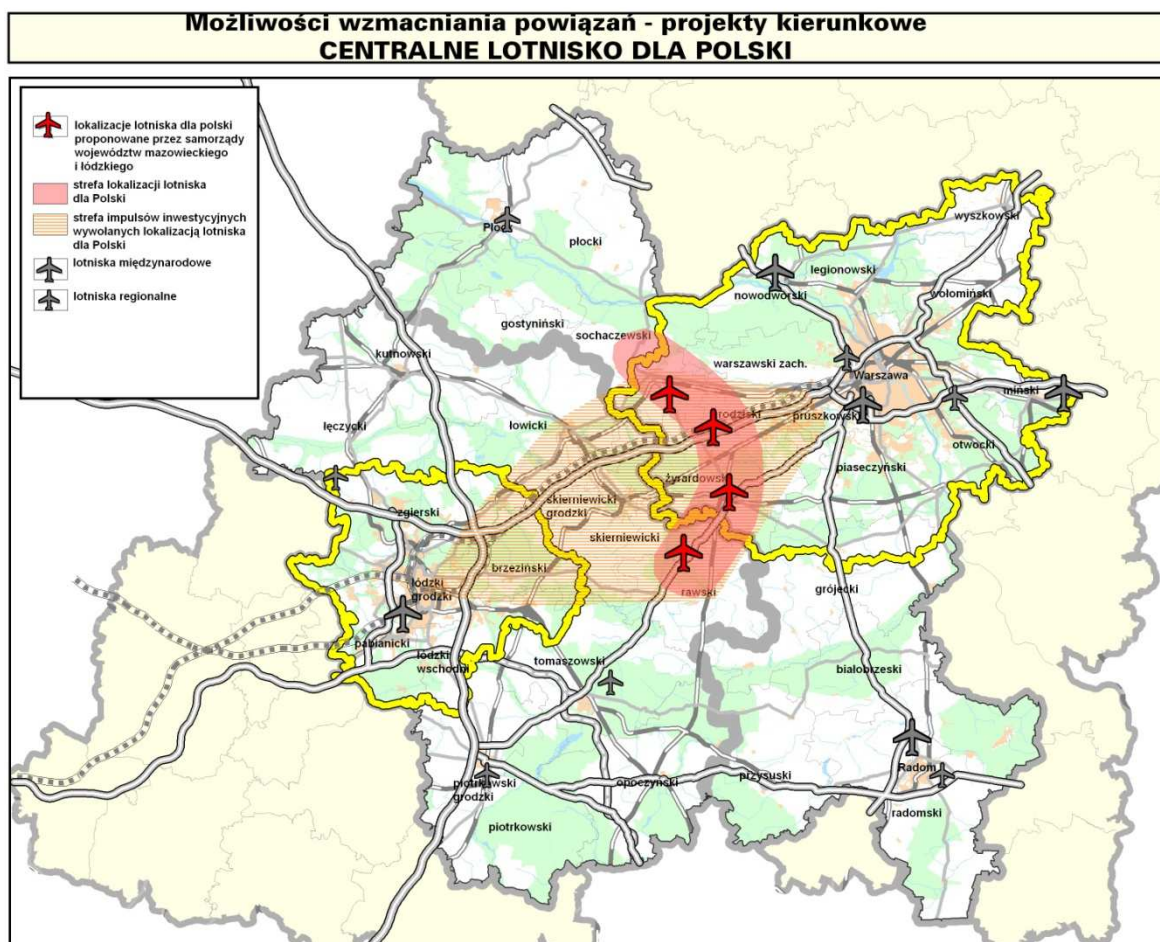 Możliwości wzmacniania powiązań - projekty kierunkowe
CENTRALNE LOTNISKO DLA POLSKI
lokalizacje lotniska dla polski
proponowane przez samorządy
województw mazowieckiego
i łódzkiego
strefa lokalizacji lotniska
dla Polski
strefa impulsów inwestycyjnych
wywołanych lokalizacją lotniska
dla Polski
lotniska międzynarodowe
lotniska regionalne
wyszkowski
płocki
legionowski
wołomiński
nowodworski
gostyniński
sochaczewski
kutnowski
warszawski zach.
Warszawa
miński
pruszkowski
łęczycki
łowicki
otwocki
piaseczyński
żyrardowski
skierniewicki
grodzki
zgierski
skierniewicki
brzeziński
łódzki
grodzki
rawski
grójecki
pabianicki
łódzki
wschodni
tomaszowski
białobrzeski
Radom
piotrkowski
grodzki
opoczyński
przysuski
radomski
piotrkowski